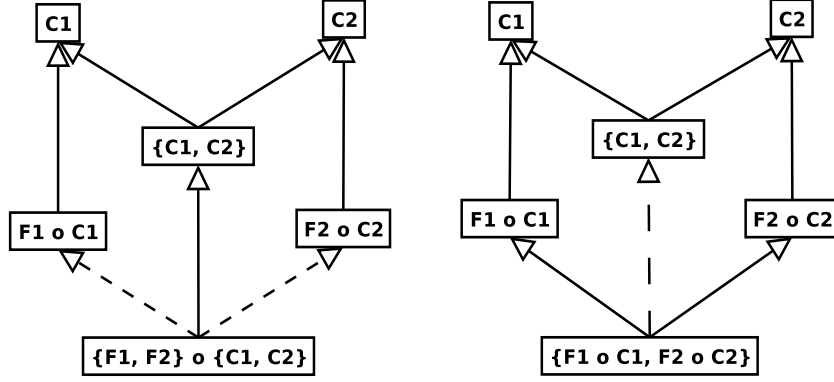 C1
C2
{C1, C2}
F1 o C1
F2 o C2
{F1, F2} o {C1, C2}
C1
C2
{C1, C2}
F1 o C1
F2 o C2
{F1 o C1, F2 o C2}